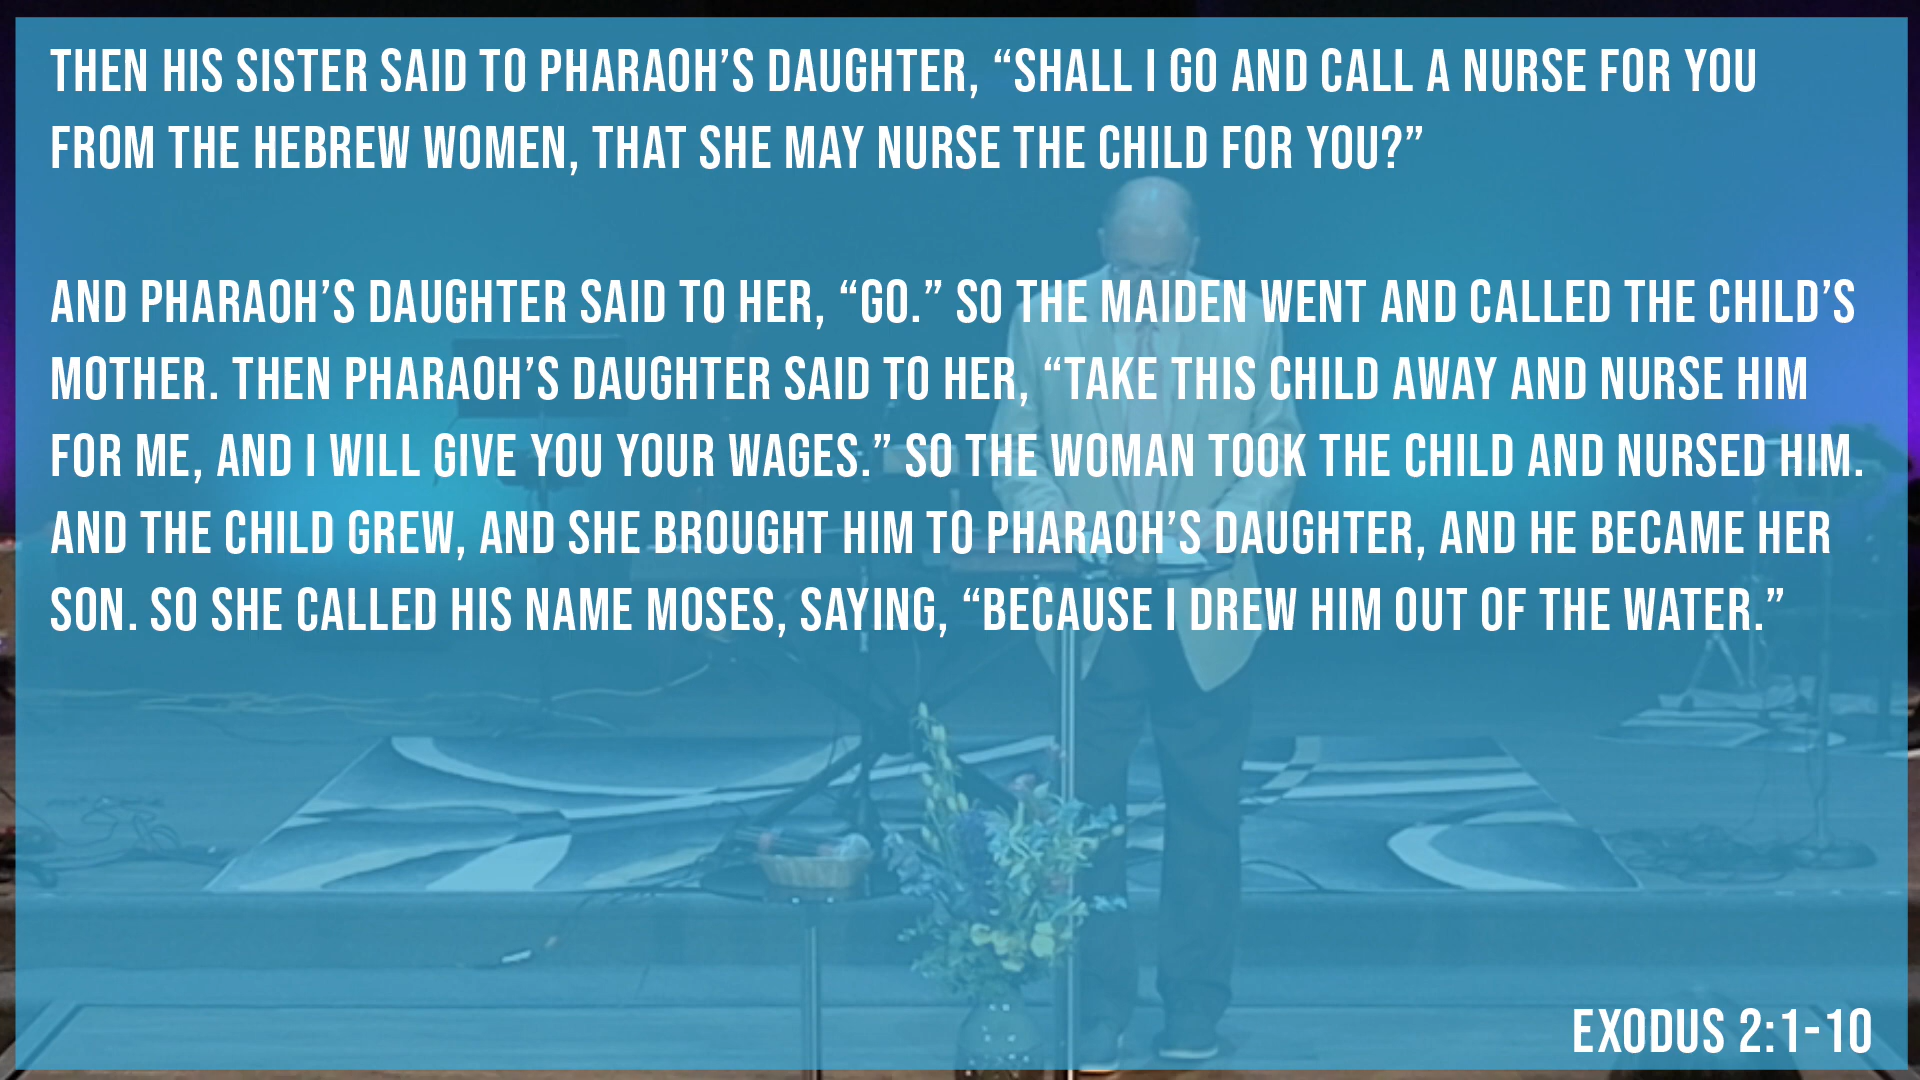 THEN HIS SISTER SAID TO PHARAOH’S DAUGHTER, “SHALL I GO AND CALL A NURSE FOR YOU
FROM THE HEBREW WOMEN, THAT SHE MAY NURSE THE CHILD FOR YOU?”
AND PHARAOH’S DAUGHTER SAID TO HER, “GO.” SO THE MAIDEN WENT AND CALLED THE CHILD’S
MOTHER. THEN PHARAOH’S DAUGHTER SAID TO HER, “TAKE THIS CHILD AWAY AND NURSE HIM
FOR ME, AND I WILL GIVE YOU YOUR WAGES.” SO THE WOMAN TOOK THE CHILD AND NURSED HIM.
AND THE CHILD GREW, AND SHE BROUGHT HIM TO PHARAOH’S DAUGHTER, AND HE BECAME HER
SON. SO SHE CALLED HIS NAME MOSES, SAYING, “BECAUSE I DREW HIM OUT OF THE WATER.”
EXODUS 2:1-10